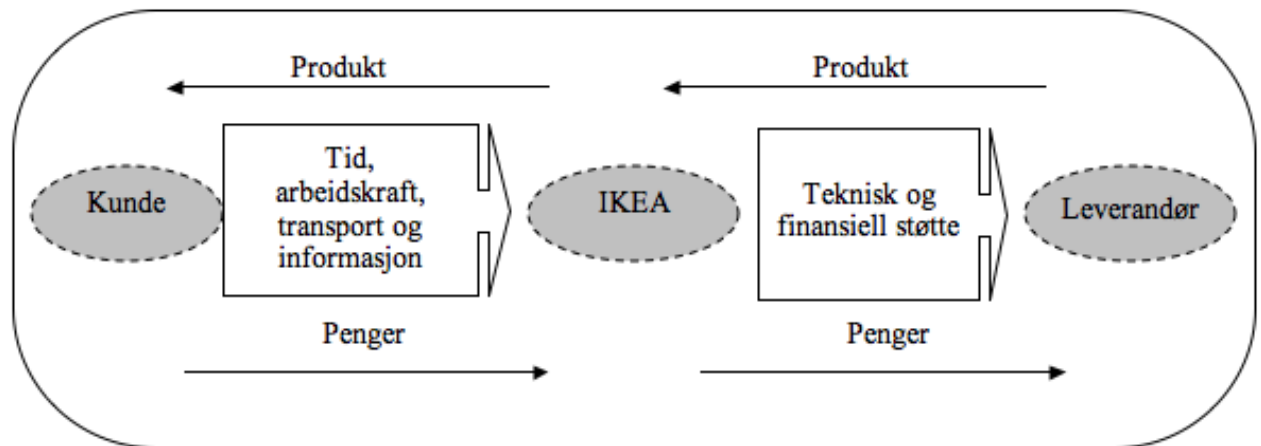 Produkt
Produkt
Kunde
Tid,
arbeidskraft,
transport og
informasjon
IKEA
Teknisk og
finansiell støtte
Leverandør
Penger
Penger